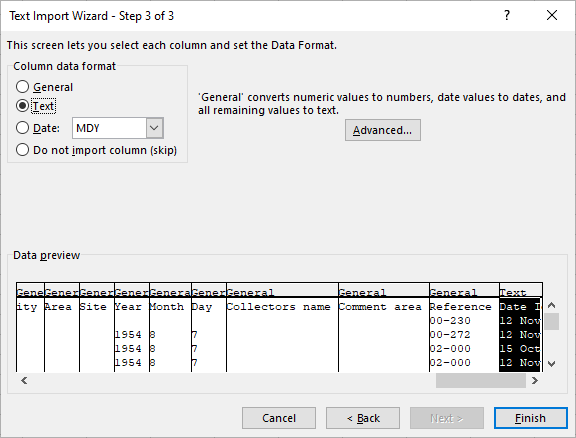 Text Import Wizard - Step 3 of 3
This screen lets you select each column and set the Data Format.
Column data format
General
Text
Date: MDY
Do not import column (skip)
'General' converts numeric values to numbers, date values to dates, and
all remaining values to text.
Advanced...
Data preview
Gene Gener Gener Gener Genera Gener General General General Text
ity Area Site Year Month Day Collectors name Comment area Reference Date I
00-230 12 Nov
1954 8 7 00-272 12 Nov
1954 8 7 02-000 15 Oct
1954 8 7 02-000 12 Nov
Cancel < Back Next > Finish